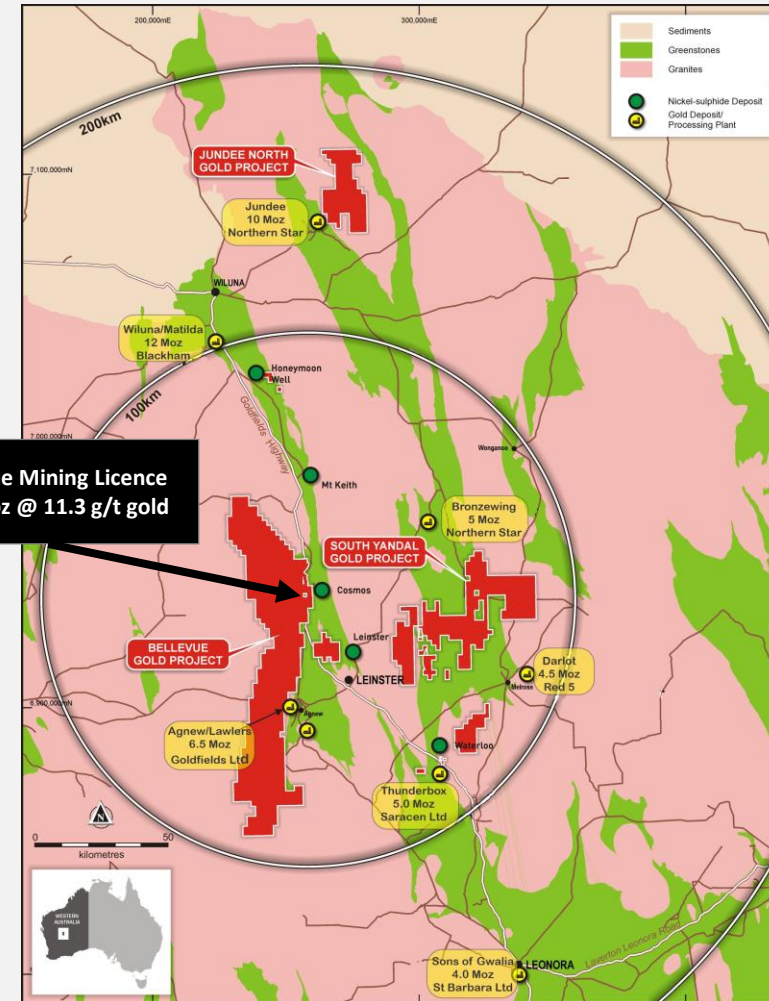 200,000mE
300,000mE
Sediments
Greenstones
Granites
Nickel-sulphide Deposit
Gold Deposit/
Processing Plant
200km
JUNDEE NORTH
GOLD PROJECT
7,100,000mN
Jundee
10 Moz
Northern Star
WILUNA
Wiluna/Matilda
12 Moz
Blackham
Honeymoon
Well
100km
Goldfields Highway
7,000,000mN
Wonganoo
Mining Licence
@ 11.3 g/t gold
Mt Keith
Bronzewing
5 Moz
Northern Star
SOUTH YANDAL
GOLD PROJECT
Cosmos
BELLEVUE
GOLD PROJECT
Leinster
LEINSTER
Darlot
4.5 Moz
Red 5
Melrose
Agnew/Lawlers
6.5 Moz
Goldfields Ltd
Agnew
Waterloo
Thunderbox
5.0 Moz
Saracen Ltd
N
0
50
kilometres
WESTERN
AUSTRALIA
Laverton Leonora Road
Sons of Gwalia
4.0 Moz
St Barbara Ltd
LEONORA